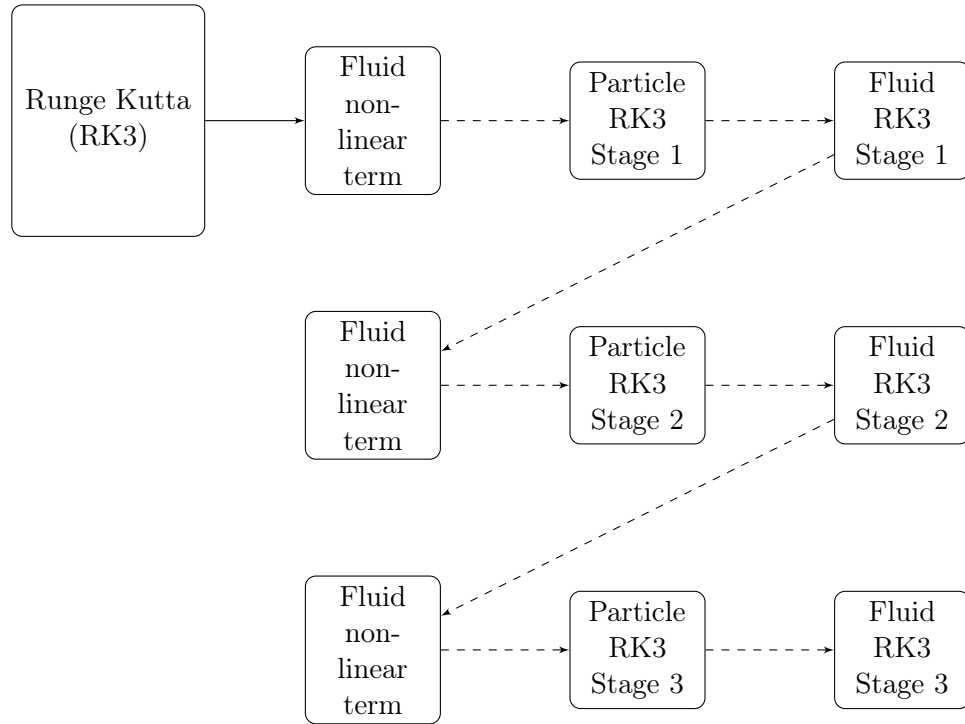 Runge Kutta
(RK3)
Fluid
non-
linear
term
Particle
RK3
Stage 1
Fluid
RK3
Stage 1
Fluid
non-
linear
term
Particle
RK3
Stage 2
Fluid
RK3
Stage 2
Fluid
non-
linear
term
Particle
RK3
Stage 3
Fluid
RK3
Stage 3